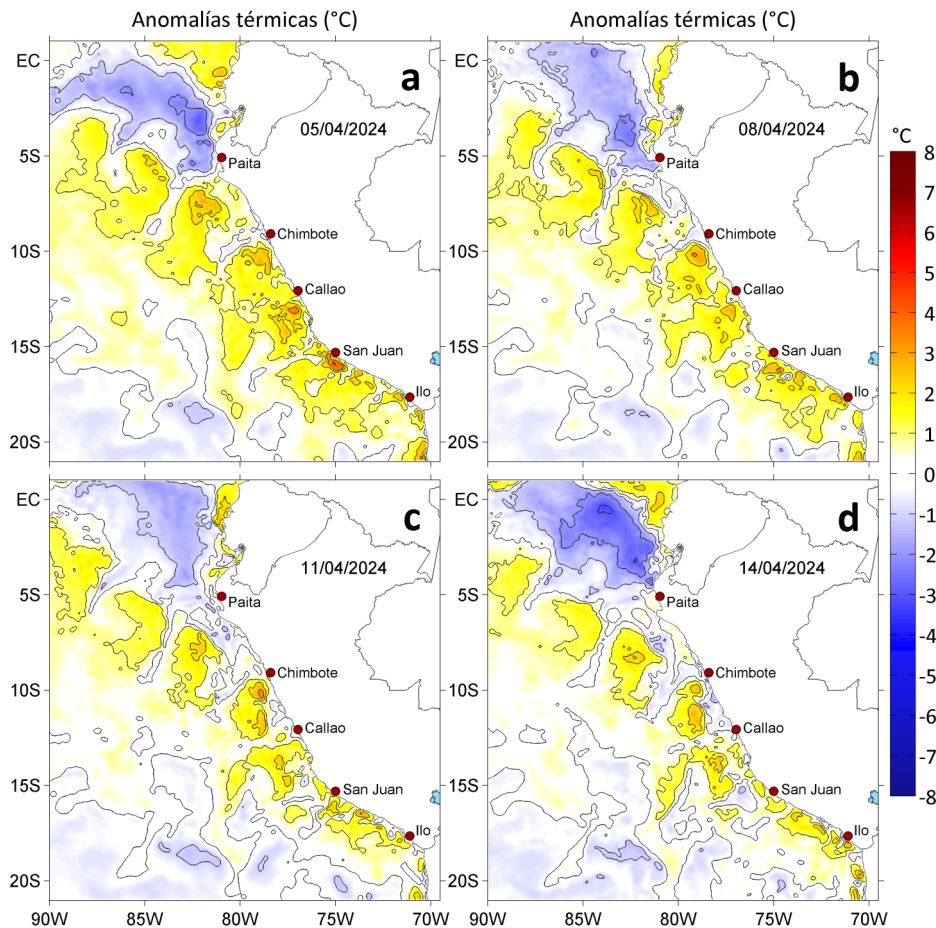 Anomalías térmicas (°C)
Anomalías térmicas (°C)
EC
5S
10S
15S
20S
a
05/04/2024
Paita
Chimbote
Callao
San Juan
Ilo
EC
5S
10S
15S
20S
b
08/04/2024
Paita
Chimbote
Callao
San Juan
Ilo
EC
5S
10S
15S
20S
c
11/04/2024
Paita
Chimbote
Callao
San Juan
Ilo
90W 85W 80W 75W 70W
EC
5S
10S
15S
20S
d
14/04/2024
Paita
Chimbote
Callao
San Juan
Ilo
90W 85W 80W 75W 70W
°C
8
7
6
5
4
3
2
1
0
-1
-2
-3
-4
-5
-6
-7
-8